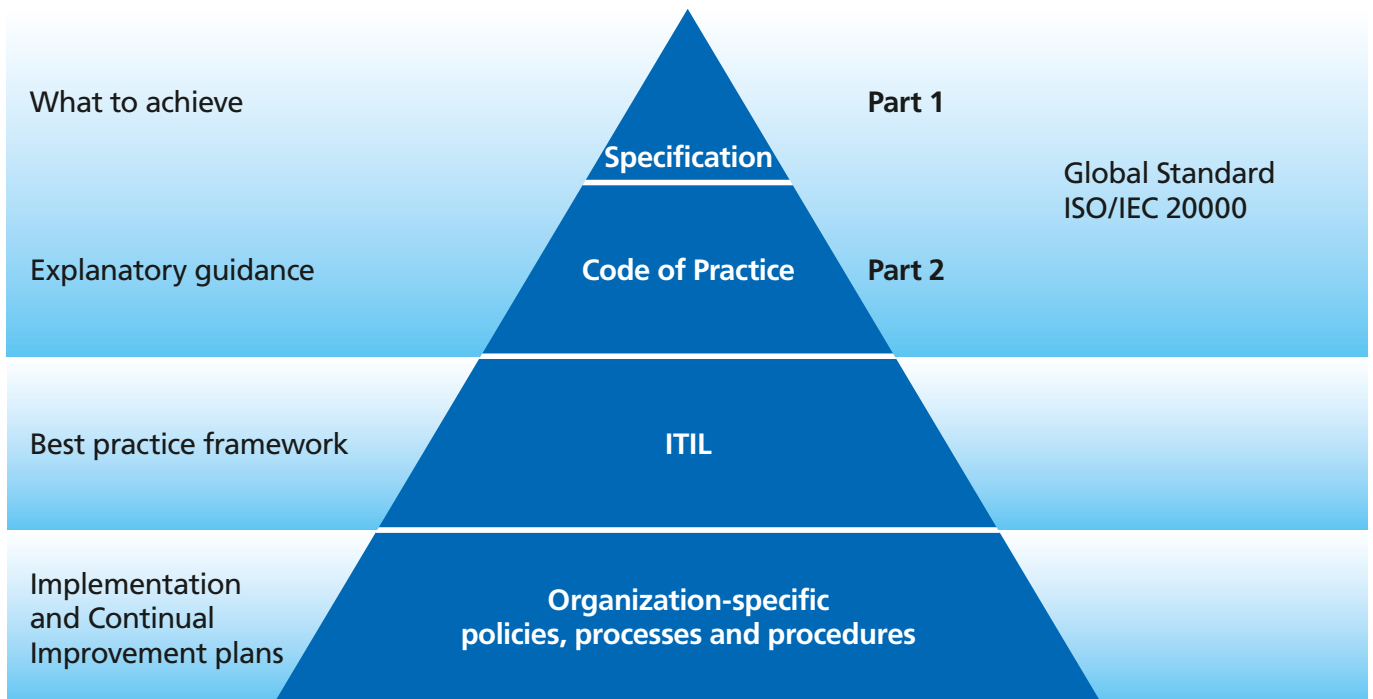 What to achieve
Specification
Part 1
Global Standard
ISO/IEC 20000
Explanatory guidance
Code of Practice
Part 2
Best practice framework
ITIL
Implementation
and Continual
Improvement plans
Organization-specific
policies, processes and procedures